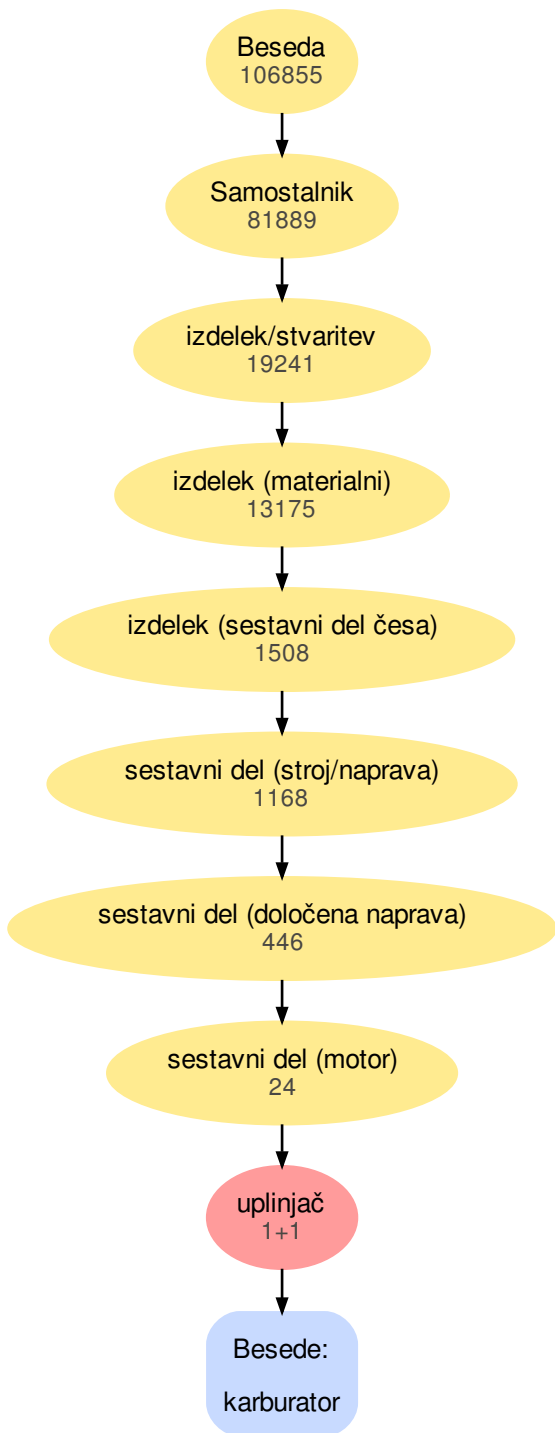 Beseda
106855
Samostalnik
81889
izdelek/stvaritev
19241
izdelek (materialni)
13175
izdelek (sestavni del česa)
1508
sestavni del (stroj/naprava)
1168
sestavni del (določena naprava)
446
sestavni del (motor)
24
uplinjač
1+1
Besede:
karburator